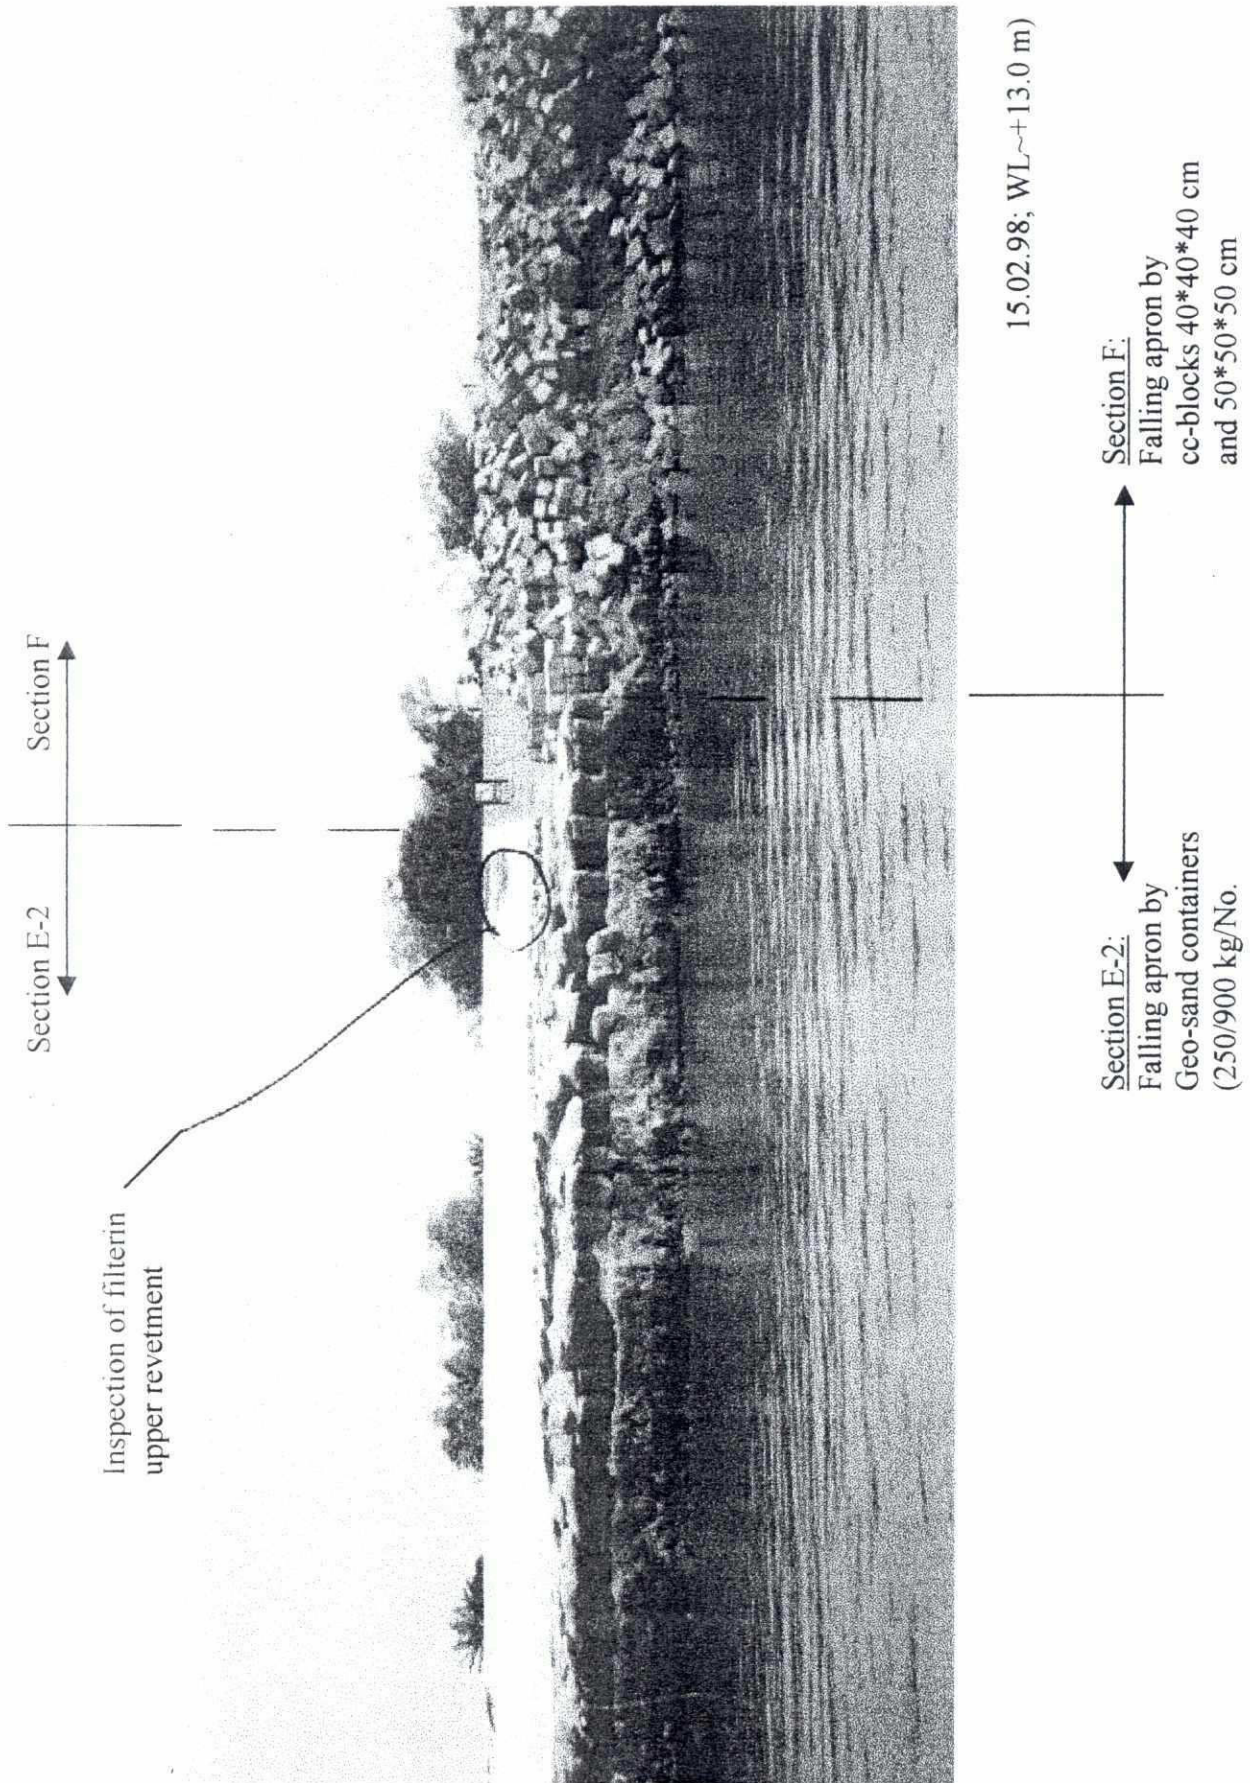 Section E-2
Section F
Inspection of filterin
upper revetment
15.02.98; WL~+13.0 m)
Section E-2:
Falling apron by
Geo-sand containers
(250/900 kg/No.
Section F:
Falling apron by
cc-blocks 40*40*40 cm
and 50*50*50 cm